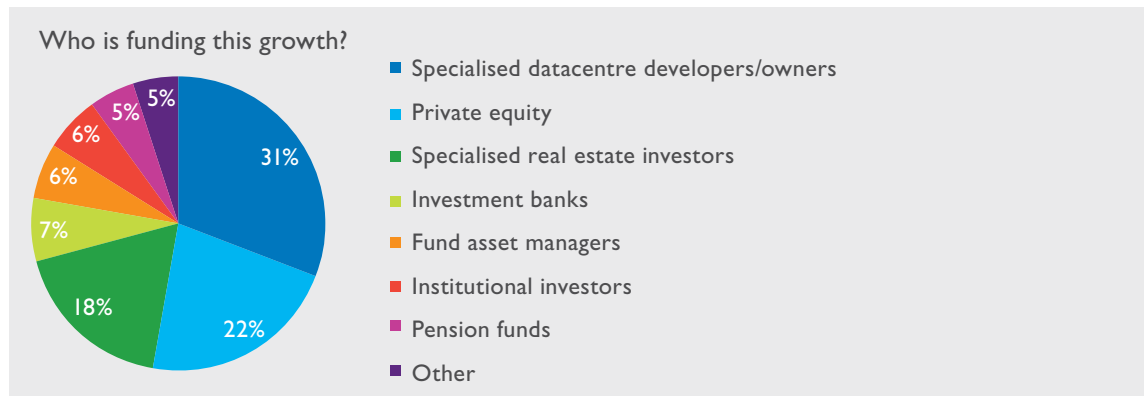 Who is funding this growth?
5%
5%
6%
6%
7%
18%
22%
31%
Specialised datacentre developers/owners
Private equity
Specialised real estate investors
Investment banks
Fund asset managers
Institutional investors
Pension funds
Other